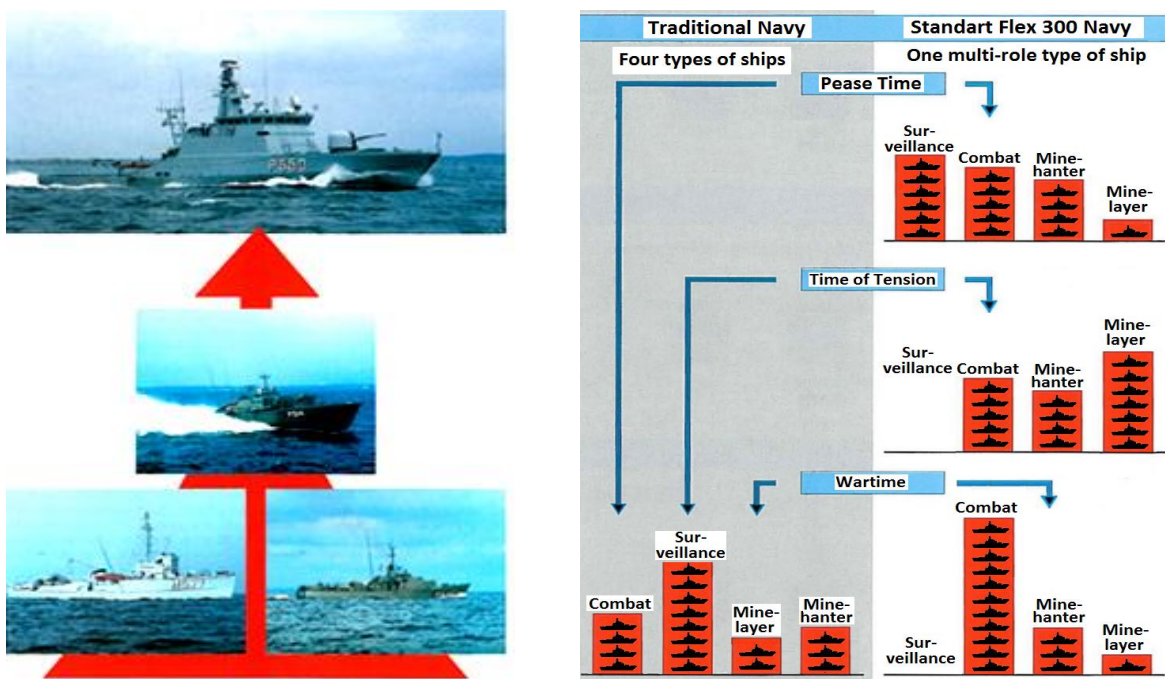 Traditional Navy
Standart Flex 300 Navy
Four types of ships
One multi-role type of ship
Pease Time
Sur-
veillance
Combat
Mine-
hanter
Mine-
layer
Time of Tension
Sur-
veillance
Combat
Mine-
hanter
Mine-
layer
Wartime
Combat
Sur-
veillance
Mine-
layer
Mine-
hanter
Combat
Sur-
veillance
Mine-
hanter
Mine-
layer
P550